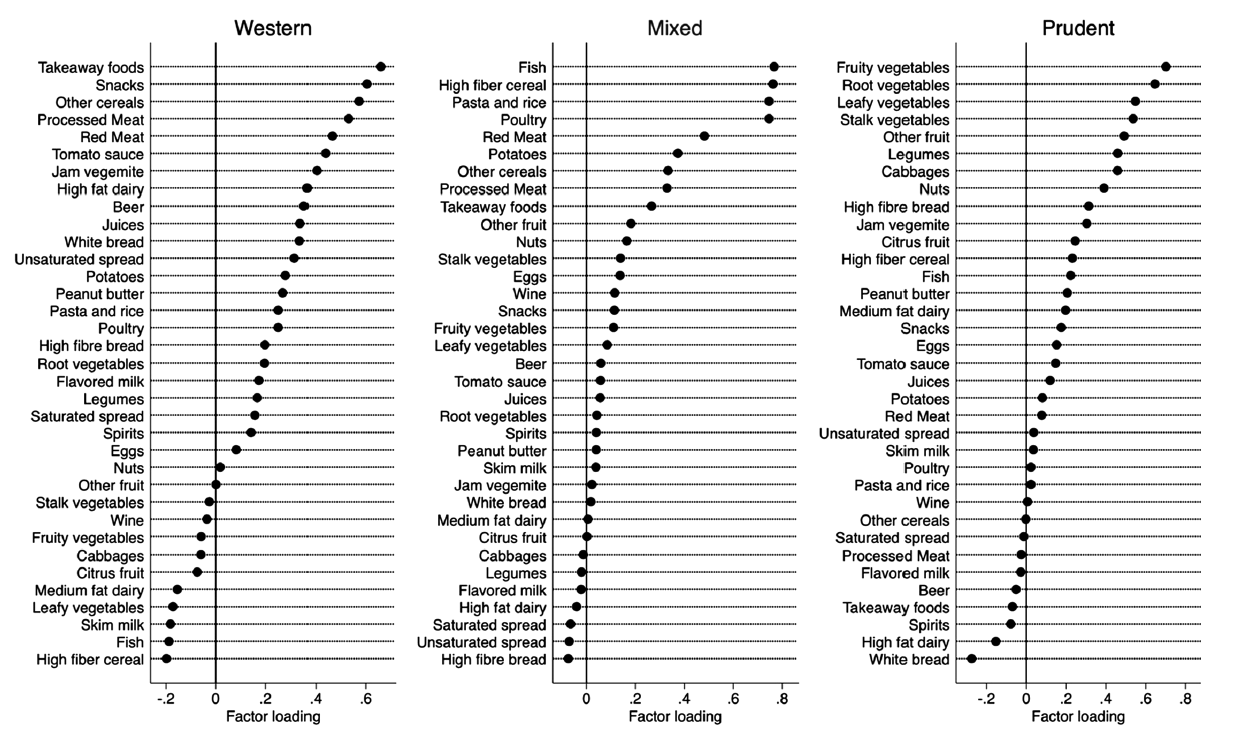 Western
Takeaway foods
Snacks
Other cereals
Processed Meat
Red Meat
Tomato sauce
Jam vegemite
High fat dairy
Beer
Juices
White bread
Unsaturated spread
Potatoes
Peanut butter
Pasta and rice
Poultry
High fibre bread
Root vegetables
Flavored milk
Legumes
Saturated spread
Spirits
Eggs
Nuts
Other fruit
Stalk vegetables
Wine
Fruity vegetables
Cabbages
Citrus fruit
Medium fat dairy
Leafy vegetables
Skim milk
Fish
High fiber cereal
-.2 0 .2 .4 .6
Factor loading
Mixed
Fish
High fiber cereal
Pasta and rice
Poultry
Red Meat
Potatoes
Other cereals
Processed Meat
Takeaway foods
Other fruit
Nuts
Stalk vegetables
Eggs
Wine
Snacks
Fruity vegetables
Leafy vegetables
Beer
Tomato sauce
Juices
Root vegetables
Spirits
Peanut butter
Skim milk
Jam vegemite
White bread
Medium fat dairy
Citrus fruit
Cabbages
Legumes
Flavored milk
High fat dairy
Saturated spread
Unsaturated spread
High fibre bread
0 .2 .4 .6 .8
Factor loading
Prudent
Fruity vegetables
Root vegetables
Leafy vegetables
Stalk vegetables
Other fruit
Legumes
Cabbages
Nuts
High fibre bread
Jam vegemite
Citrus fruit
High fiber cereal
Fish
Peanut butter
Medium fat dairy
Snacks
Eggs
Tomato sauce
Juices
Potatoes
Red Meat
Unsaturated spread
Skim milk
Poultry
Pasta and rice
Wine
Other cereals
Saturated spread
Processed Meat
Flavored milk
Beer
Takeaway foods
Spirits
High fat dairy
White bread
-.2 0 .2 .4 .6 .8
Factor loading